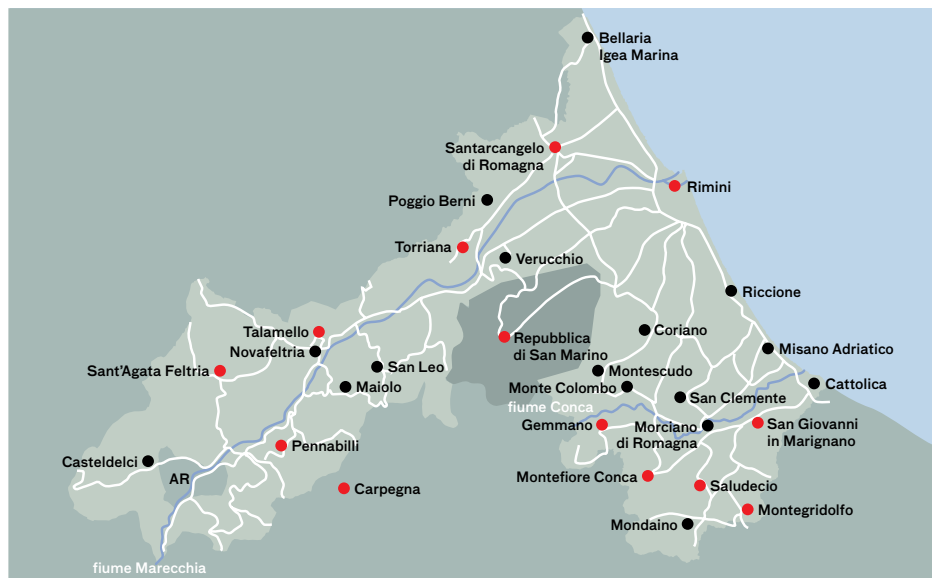 Bellaria
Igea Marina
Santarcangelo
di Romagna
Rimini
Poggio Berni
Torriana
Verucchio
Riccione
Talamello
Novafeltria
Repubblica
di San Marino
Coriano
Misano Adriatico
Sant'Agata Feltria
San Leo
Maiolo
Montescudo
Monte Colombo
Cattolica
San Clemente
fiume Conca
Gemmano
Morciano
di Romagna
San Giovanni
in Marignano
Pennabilli
Casteldelci
AR
Carpegna
Montefiore Conca
Saludecio
Montegridolfo
Mondaino
fiume Marecchia